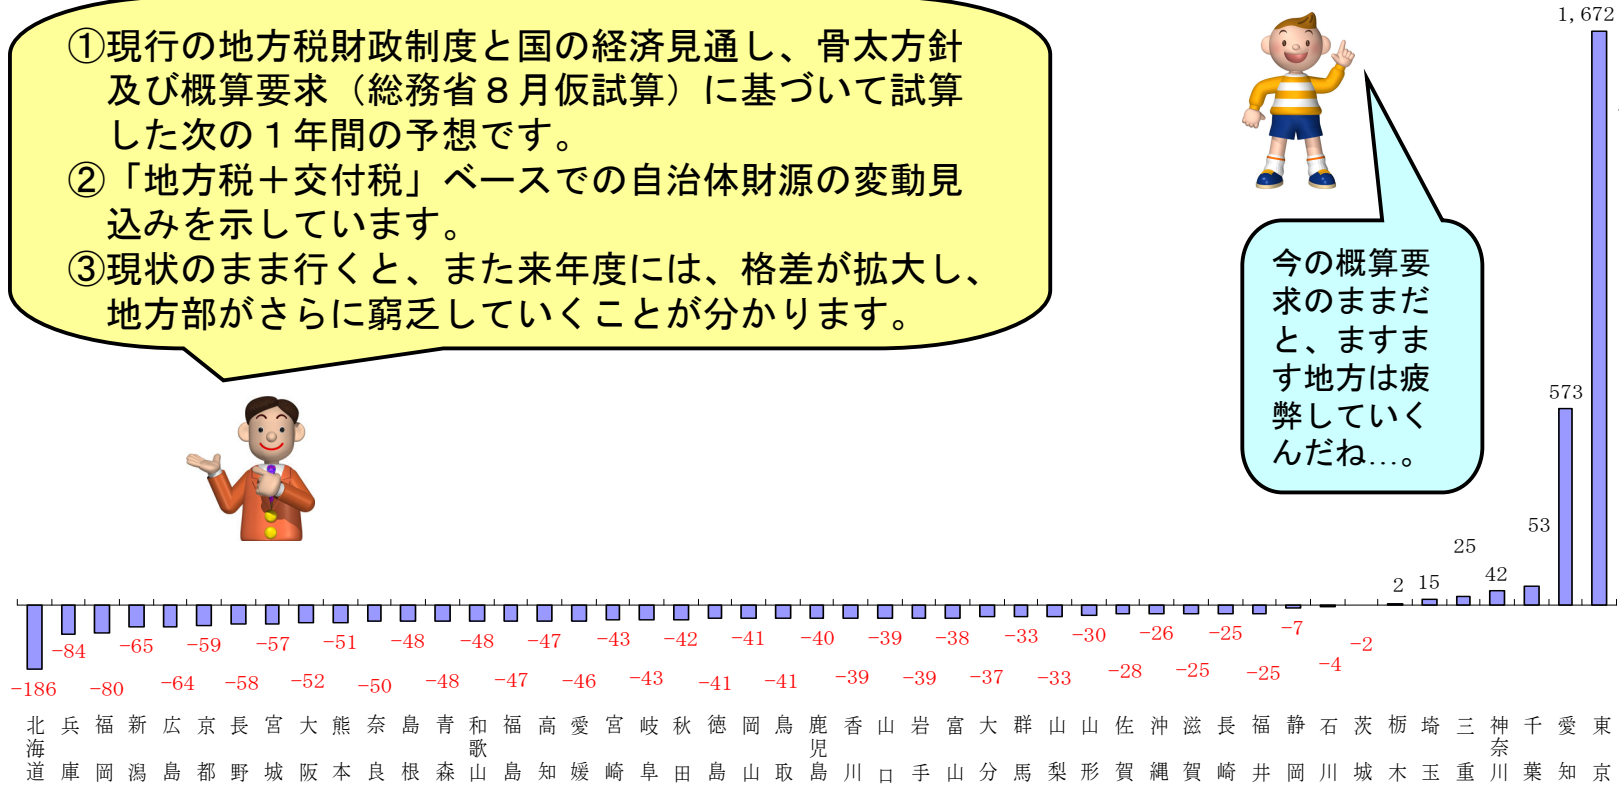 ①現行の地方税財政制度と国の経済見通し、骨太方針
及び概算要求（総務省８月仮試算）に基づいて試算
した次の１年間の予想です。
②「地方税＋交付税」ベースでの自治体財源の変動見
込みを示しています。
③現状のまま行くと、また来年度には、格差が拡大し、
地方部がさらに窮乏していくことが分かります。
今の概算要
求のままだ
と、ますま
す地方は疲
弊していく
んだね…。
1,672
573
53
25
2 15 42
−84 −65 −59 −57 −51 −48 −48 −47 −43 −42 −41 −40 −39 −38 −33 −30 −26 −25 −7 −2
−186 −80 −64 −58 −52 −50 −48 −47 −46 −43 −41 −41 −39 −39 −37 −33 −28 −25 −25 −4
北海道 兵庫 福岡 新潟 広島 京都 長野 宮城 大阪 熊本 奈良 島根 青森 和歌山 福島 高知 愛媛 宮崎 岐阜 秋田 徳島 岡山 鳥取 鹿児島 香川 山口 岩手 富山 大分 群馬 山梨 山形 佐賀 沖縄 滋賀 長崎 福井 静岡 石川 茨城 栃木 埼玉 三重 神奈川 千葉 愛知 東京